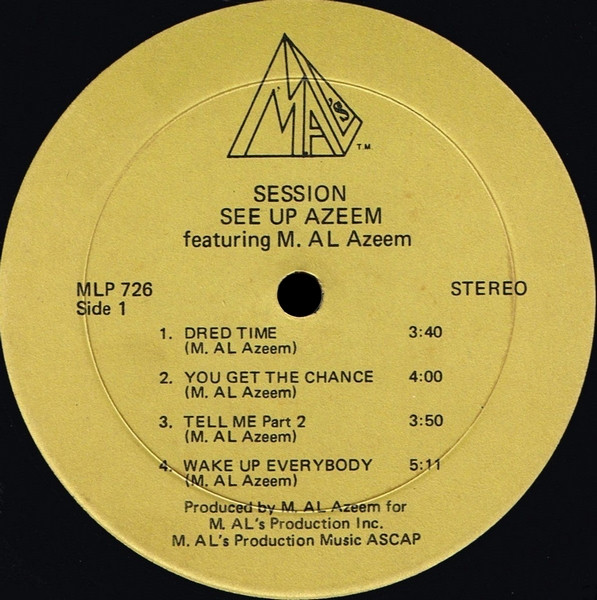 M. AL'S
T.M.
SESSION
SEE UP AZEEM
featuring M. AL Azeem
MLP 726
STEREO
Side 1
1. DRED TIME 3:40
(M. AL Azeem)
2. YOU GET THE CHANCE 4:00
(M. AL Azeem)
3. TELL ME Part 2 3:50
(M. AL Azeem)
4. WAKE UP EVERYBODY 5:11
(M. AL Azeem)
Produced by M. AL Azeem for
M. AL's Production Inc.
M. AL's Production Music ASCAP